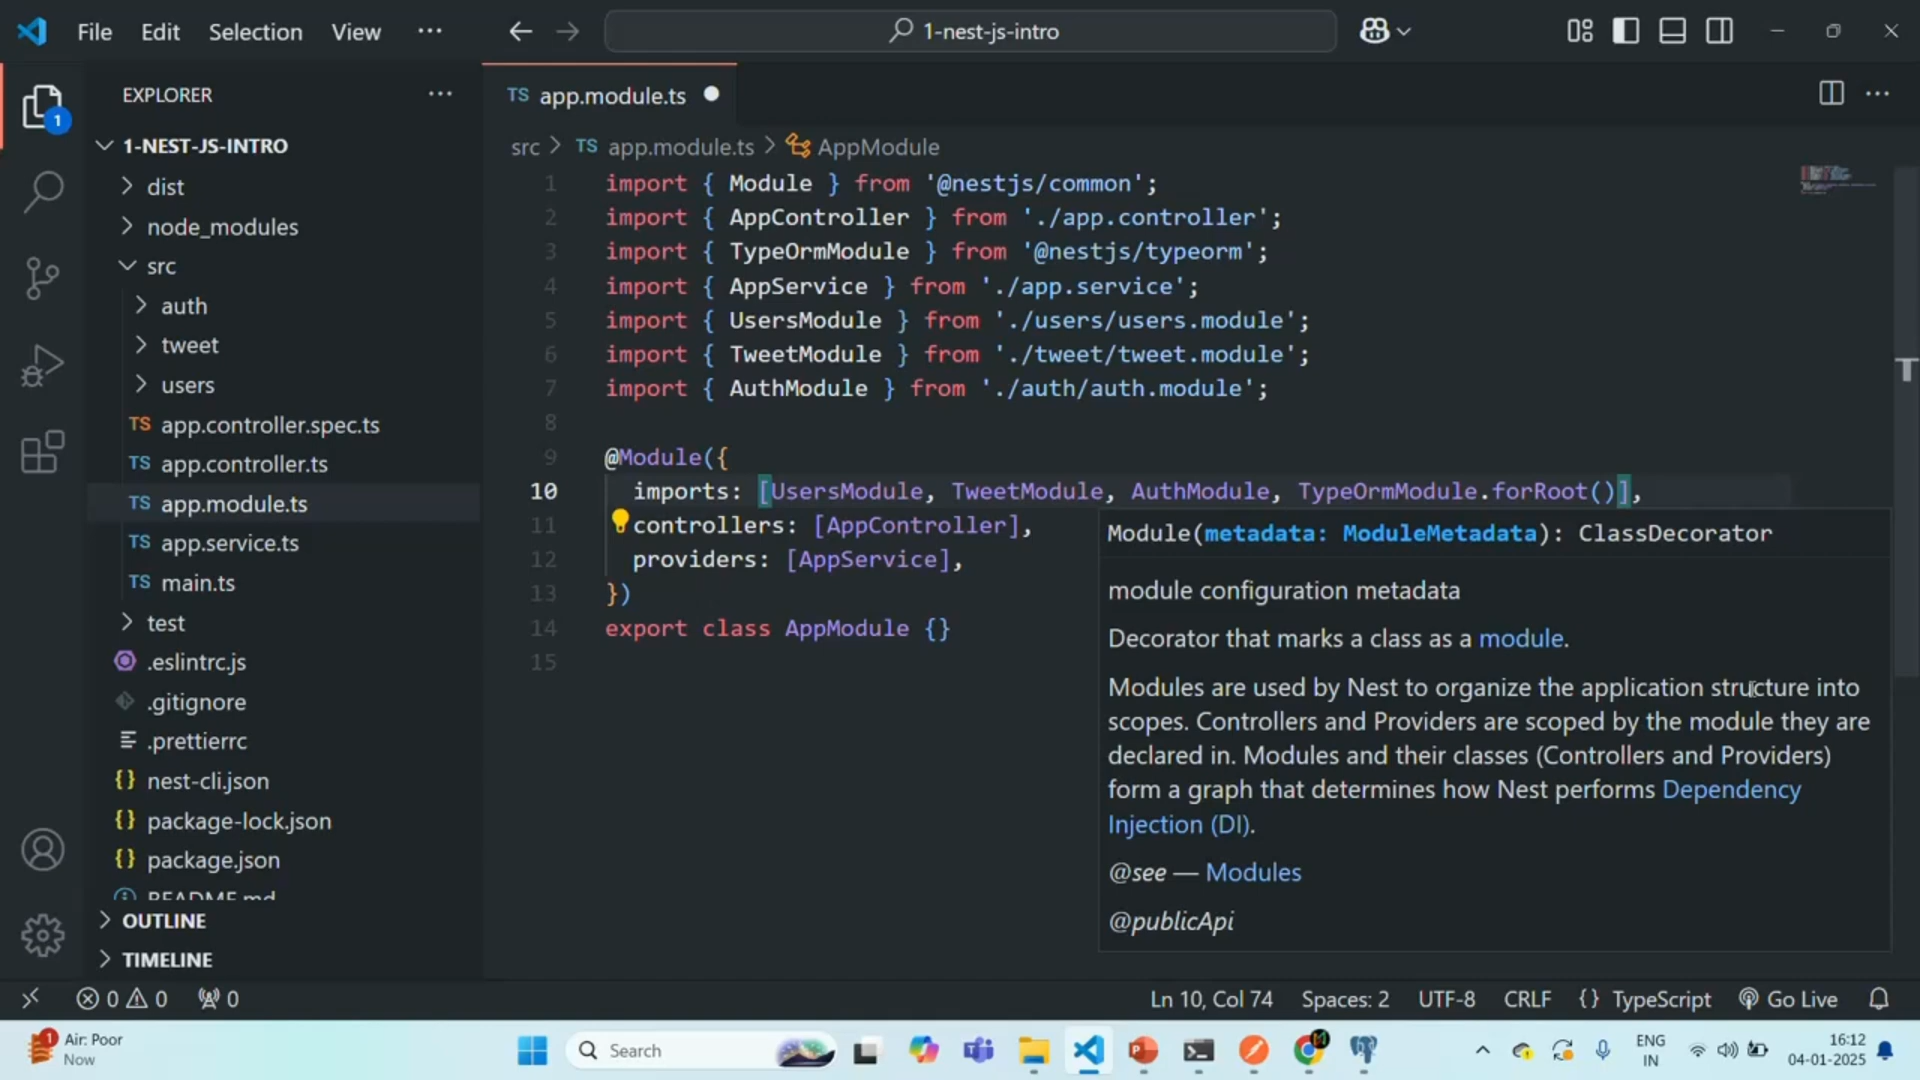 File Edit Selection View ··· 1-nest-js-intro
EXPLORER ···
1
1-NEST-JS-INTRO
dist
node_modules
src
auth
tweet
users
TS app.controller.spec.ts
TS app.controller.ts
TS app.module.ts
TS app.service.ts
TS main.ts
test
.eslintrc.js
.gitignore
.prettierrc
{} nest-cli.json
{} package-lock.json
{} package.json
README.md
OUTLINE
TIMELINE
TS app.module.ts
src > TS app.module.ts > AppModule
1 import { Module } from '@nestjs/common';
2 import { AppController } from './app.controller';
3 import { TypeOrmModule } from '@nestjs/typeorm';
4 import { AppService } from './app.service';
5 import { UsersModule } from './users/users.module';
6 import { TweetModule } from './tweet/tweet.module';
7 import { AuthModule } from './auth/auth.module';
8
9 @Module({
10 imports: [UsersModule, TweetModule, AuthModule, TypeOrmModule.forRoot()],
11 controllers: [AppController],
12 providers: [AppService],
13 })
14 export class AppModule {}
15
Module(metadata: ModuleMetadata): ClassDecorator
module configuration metadata
Decorator that marks a class as a module.
Modules are used by Nest to organize the application structure into
scopes. Controllers and Providers are scoped by the module they are
declared in. Modules and their classes (Controllers and Providers)
form a graph that determines how Nest performs Dependency
Injection (DI).
@see — Modules
@publicApi
0 0 0 Ln 10, Col 74 Spaces: 2 UTF-8 CRLF {} TypeScript Go Live
1 Air: Poor
Now
Search
ENG
IN
16:12
04-01-2025